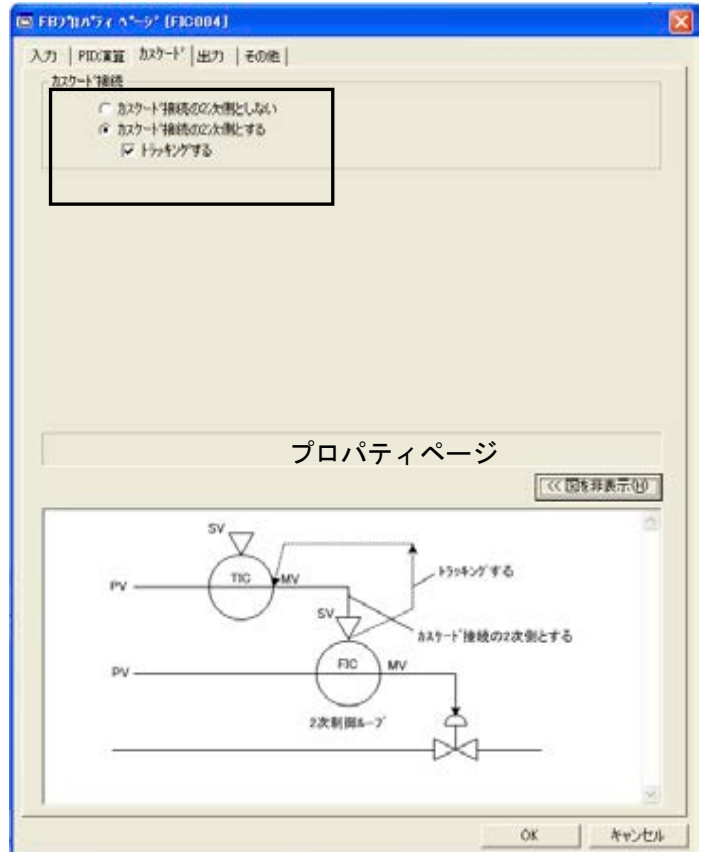 FBﾌﾟﾛﾊﾟﾃｨ ﾍﾟｰｼﾞ [FIC004]
入力 PID演算 ｶｽｹｰﾄﾞ 出力 その他
ｶｽｹｰﾄﾞ接続
ｶｽｹｰﾄﾞ接続の2次側としない
ｶｽｹｰﾄﾞ接続の2次側とする
ﾄﾗｯｷﾝｸﾞする
プロパティページ
<< 図を非表示(H)
SV
TIC
MV
PV
ﾄﾗｯｷﾝｸﾞする
SV
ｶｽｹｰﾄﾞ接続の2次側とする
FIC
MV
PV
2次制御ﾙｰﾌﾟ
OK キャンセル